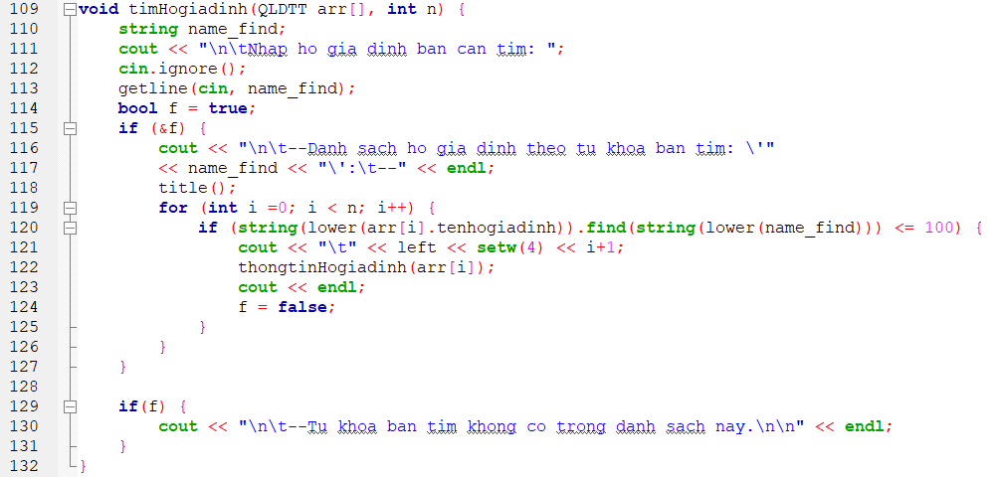 109 void timHogiadinh(QLDTT arr[], int n) {
110 string name_find;
111 cout << "\n\tNhap ho gia dinh ban can tim: ";
112 cin.ignore();
113 getline(cin, name_find);
114 bool f = true;
115 if (&f) {
116 cout << "\n\t--Danh sach ho gia dinh theo tu khoa ban tim: \'"
117 << name_find << "\':\t--" << endl;
118 title();
119 for (int i =0; i < n; i++) {
120 if (string(lower(arr[i].tenhogiadinh)).find(string(lower(name_find))) <= 100) {
121 cout << "\t" << left << setw(4) << i+1;
122 thongtinHogiadinh(arr[i]);
123 cout << endl;
124 f = false;
125 }
126 }
127 }
128
129 if(f) {
130 cout << "\n\t--Tu khoa ban tim khong co trong danh sach nay.\n\n" << endl;
131 }
132 }